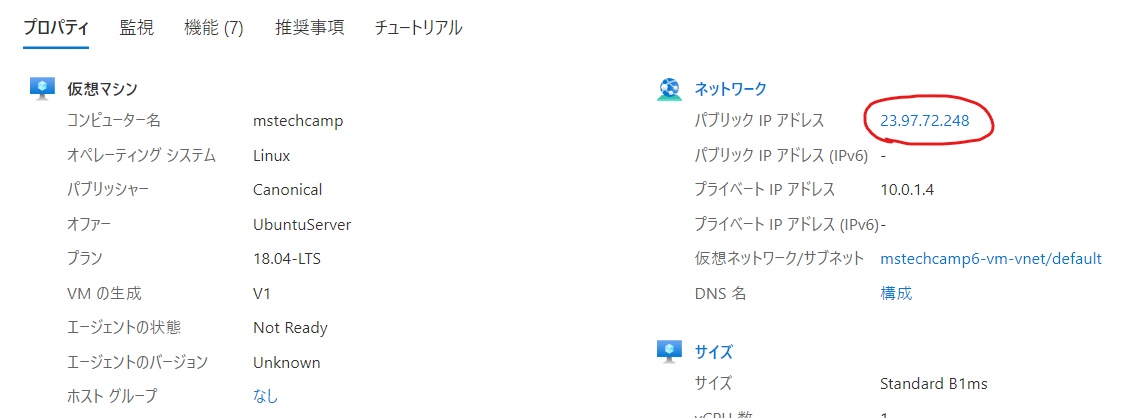 プロパティ 監視 機能 (7) 推奨事項 チュートリアル
仮想マシン
コンピューター名 mstechcamp
オペレーティング システム Linux
パブリッシャー Canonical
オファー UbuntuServer
プラン 18.04-LTS
VM の生成 V1
エージェントの状態 Not Ready
エージェントのバージョン Unknown
ホスト グループ なし
ネットワーク
パブリック IP アドレス 23.97.72.248
パブリック IP アドレス (IPv6) -
プライベート IP アドレス 10.0.1.4
プライベート IP アドレス (IPv6) -
仮想ネットワーク/サブネット mstechcamp6-vm-vnet/default
DNS 名 構成
サイズ
サイズ Standard B1ms
vCPU 数 1